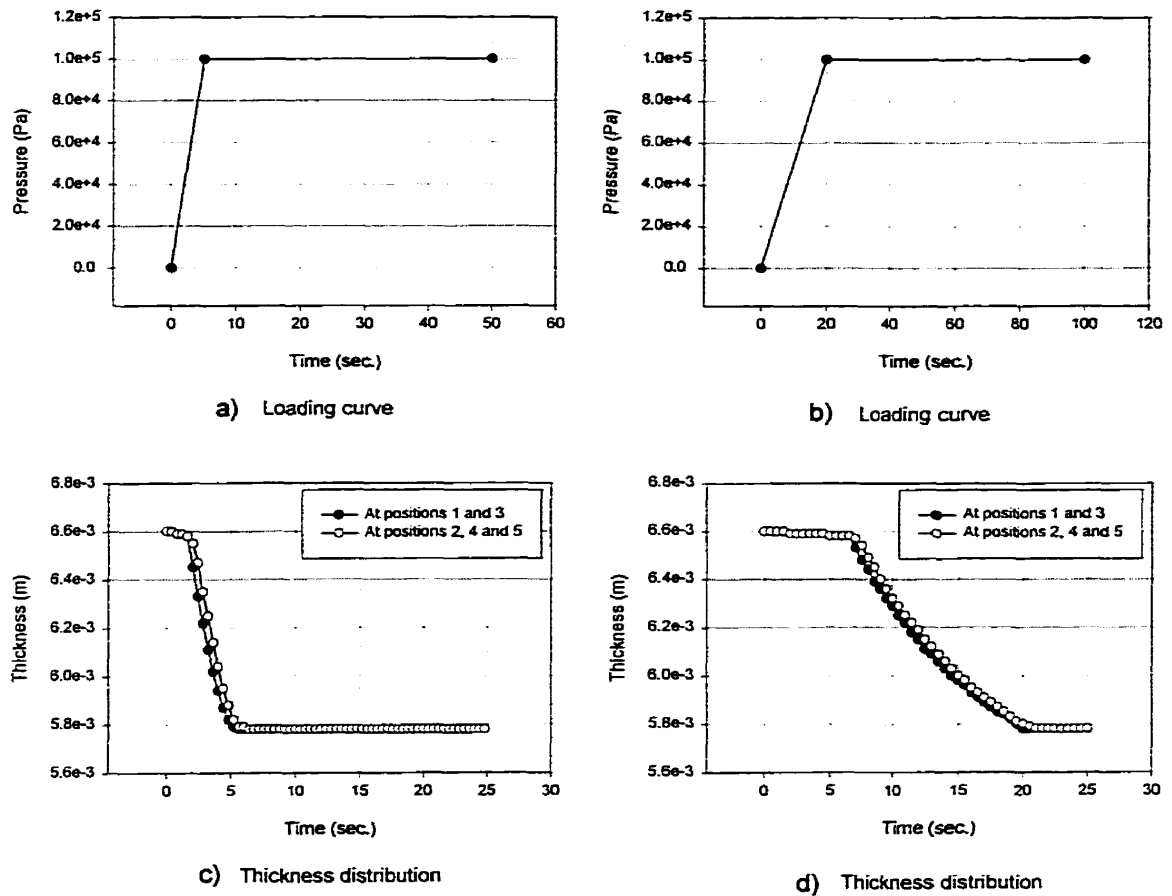 1.2e+5
1.0e+5
8.0e+4
6.0e+4
4.0e+4
2.0e+4
0.0
Pressure (Pa)
0 10 20 30 40 50 60
Time (sec.)
a) Loading curve
1.2e+5
1.0e+5
8.0e+4
6.0e+4
4.0e+4
2.0e+4
0.0
Pressure (Pa)
0 20 40 60 80 100 120
Time (sec.)
b) Loading curve
6.8e-3
6.6e-3
6.4e-3
6.2e-3
6.0e-3
5.8e-3
5.6e-3
Thickness (m)
At positions 1 and 3
At positions 2, 4 and 5
0 5 10 15 20 25 30
Time (sec.)
c) Thickness distribution
6.8e-3
6.6e-3
6.4e-3
6.2e-3
6.0e-3
5.8e-3
5.6e-3
Thickness (m)
At positions 1 and 3
At positions 2, 4 and 5
0 5 10 15 20 25 30
Time (sec.)
d) Thickness distribution